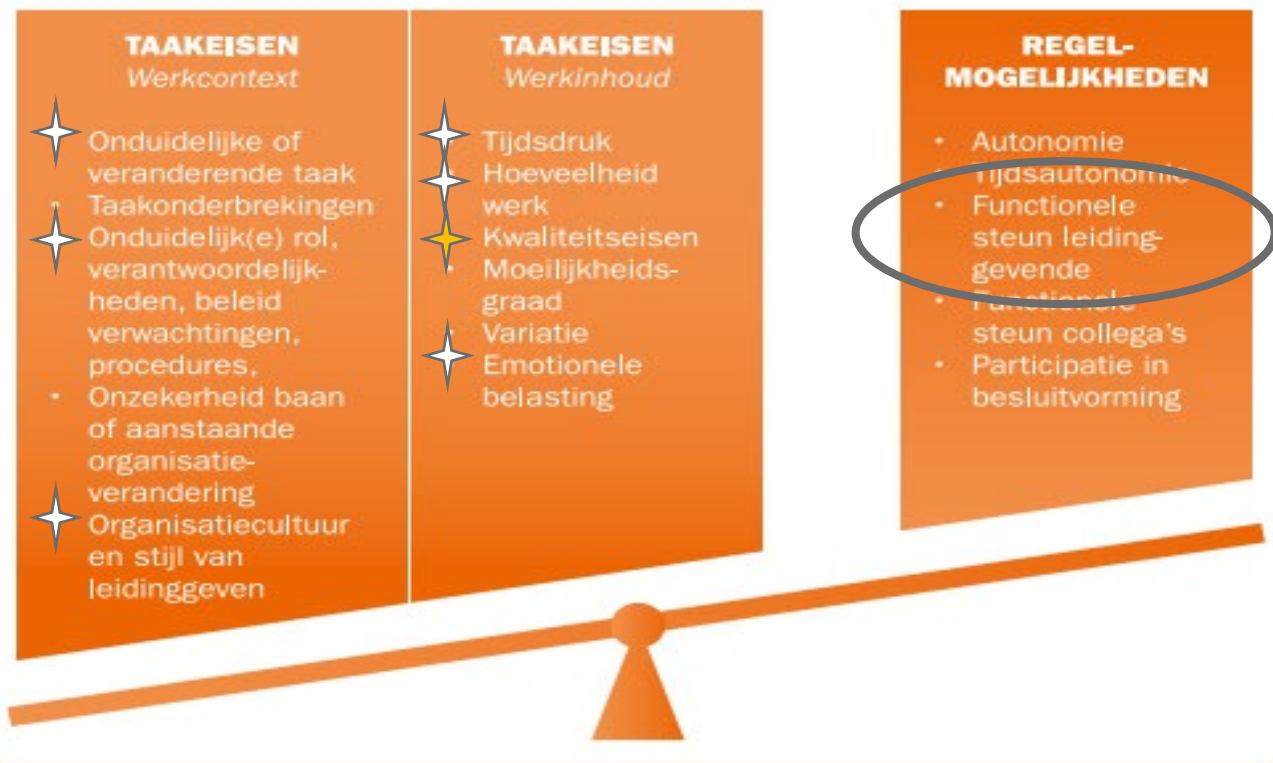 TAAKEISEN
Werkcontext
Onduidelijke of
veranderende taak
• Taakonderbrekingen
Onduidelijk(e) rol,
verantwoordelijk-
heden, beleid
verwachtingen,
procedures,
• Onzekerheid baan
of aanstaande
organisatie-
verandering
Organisatiecultuur
en stijl van
leidinggeven
TAAKEISEN
Werkinhoud
Tijdsdruk
Hoeveelheid
werk
Kwaliteitseisen
• Moeilijkheids-
graad
• Variatie
Emotionele
belasting
REGEL-
MOGELIJKHEDEN
• Autonomie
• Tijdsautonomie
• Functionele
steun leiding-
gevende
• Functionele
steun collega's
• Participatie in
besluitvorming